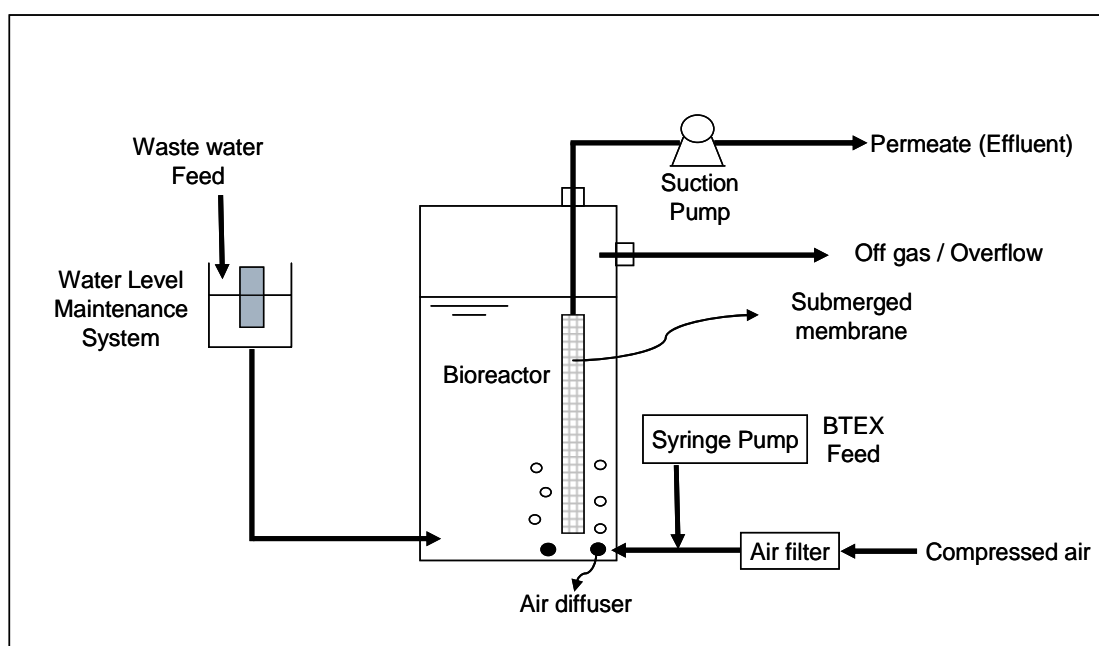 Waste water
Feed
Water Level
Maintenance
System
Bioreactor
Suction
Pump
Permeate (Effluent)
Off gas / Overflow
Submerged
membrane
Syringe Pump
BTEX
Feed
Air filter
Compressed air
Air diffuser